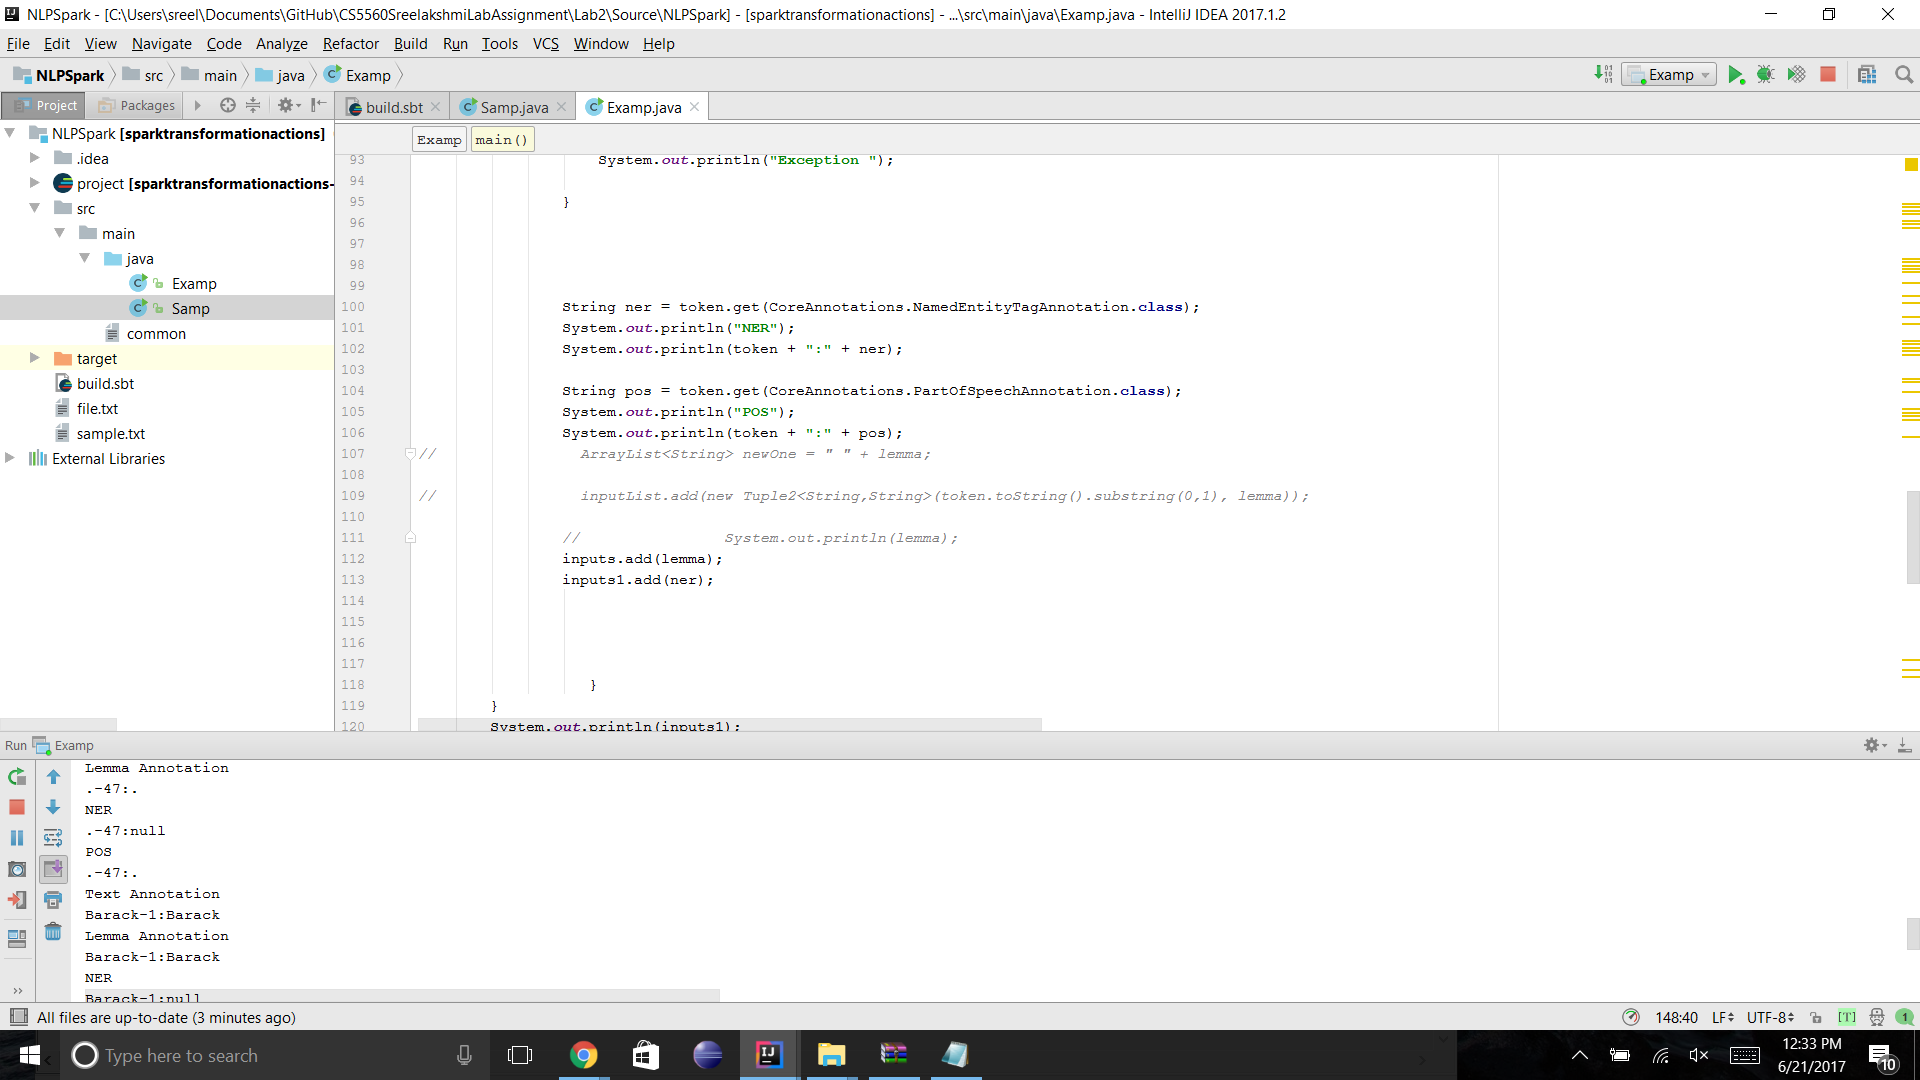 NLPSpark - [C:\Users\sreel\Documents\GitHub\CS5560SreelakshmiLabAssignment\Lab2\Source\NLPSpark] - [sparktransformationactions] - ...\src\main\java\Examp.java - IntelliJ IDEA 2017.1.2
File Edit View Navigate Code Analyze Refactor Build Run Tools VCS Window Help
NLPSpark src main java Examp
Examp
Project Packages
build.sbt Samp.java Examp.java
NLPSpark [sparktransformationactions]
.idea
project [sparktransformationactions-
src
main
java
Examp
Samp
common
target
build.sbt
file.txt
sample.txt
External Libraries
Examp main()
93 System.out.println("Exception ");
94
95 }
96
97
98
99
100 String ner = token.get(CoreAnnotations.NamedEntityTagAnnotation.class);
101 System.out.println("NER");
102 System.out.println(token + ":" + ner);
103
104 String pos = token.get(CoreAnnotations.PartOfSpeechAnnotation.class);
105 System.out.println("POS");
106 System.out.println(token + ":" + pos);
107 // ArrayList<String> newOne = " " + lemma;
108
109 // inputList.add(new Tuple2<String,String>(token.toString().substring(0,1), lemma));
110
111 // System.out.println(lemma);
112 inputs.add(lemma);
113 inputs1.add(ner);
114
115
116
117
118 }
119 }
120 System.out.println(inputs1);
Run Examp
Lemma Annotation
.-47:.
NER
.-47:null
POS
.-47:.
Text Annotation
Barack-1:Barack
Lemma Annotation
Barack-1:Barack
NER
Barack-1:null
All files are up-to-date (3 minutes ago)
148:40 LF UTF-8 [T] 1
Type here to search
12:33 PM
6/21/2017
10